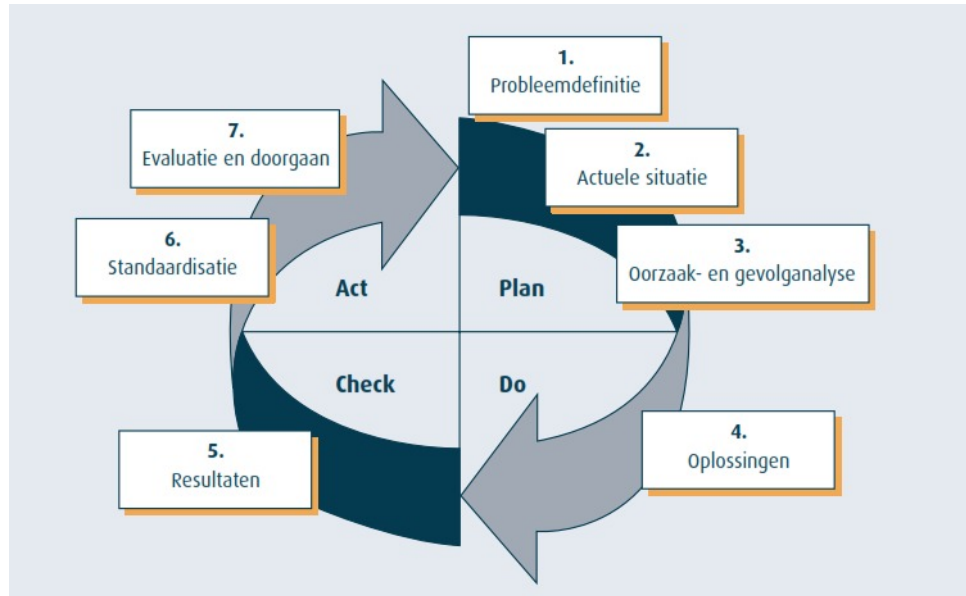 1.
Probleemdefinitie
2.
Actuele situatie
3.
Oorzaak- en gevolganalyse
4.
Oplossingen
5.
Resultaten
6.
Standaardisatie
7.
Evaluatie en doorgaan
Act
Plan
Check
Do